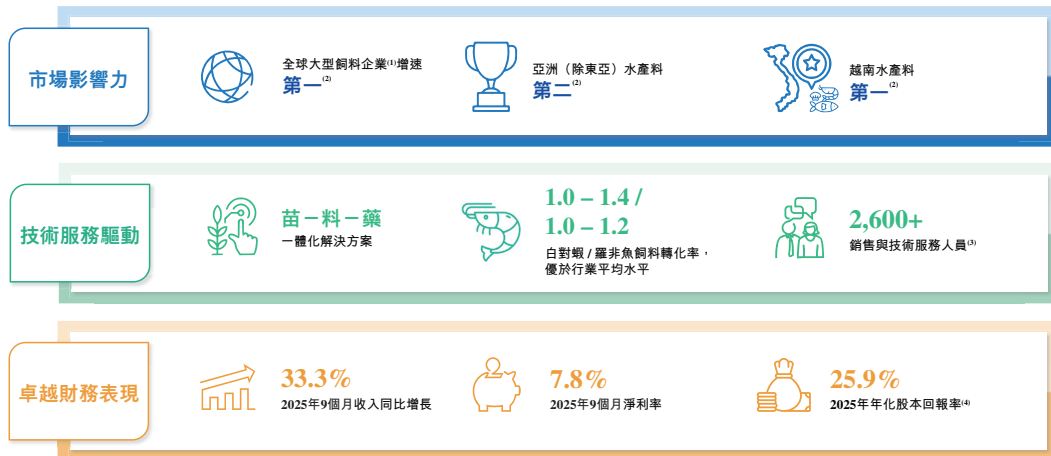 市場影響力
全球大型飼料企業(1)增速
第一(2)
亞洲（除東亞）水產料
第二(2)
越南水產料
第一(2)
技術服務驅動
苗－料－藥
一體化解決方案
1.0 – 1.4 /
1.0 – 1.2
白對蝦 / 羅非魚飼料轉化率，
優於行業平均水平
2,600+
銷售與技術服務人員(3)
卓越財務表現
33.3%
2025年9個月收入同比增長
7.8%
2025年9個月淨利率
25.9%
2025年年化股本回報率(4)